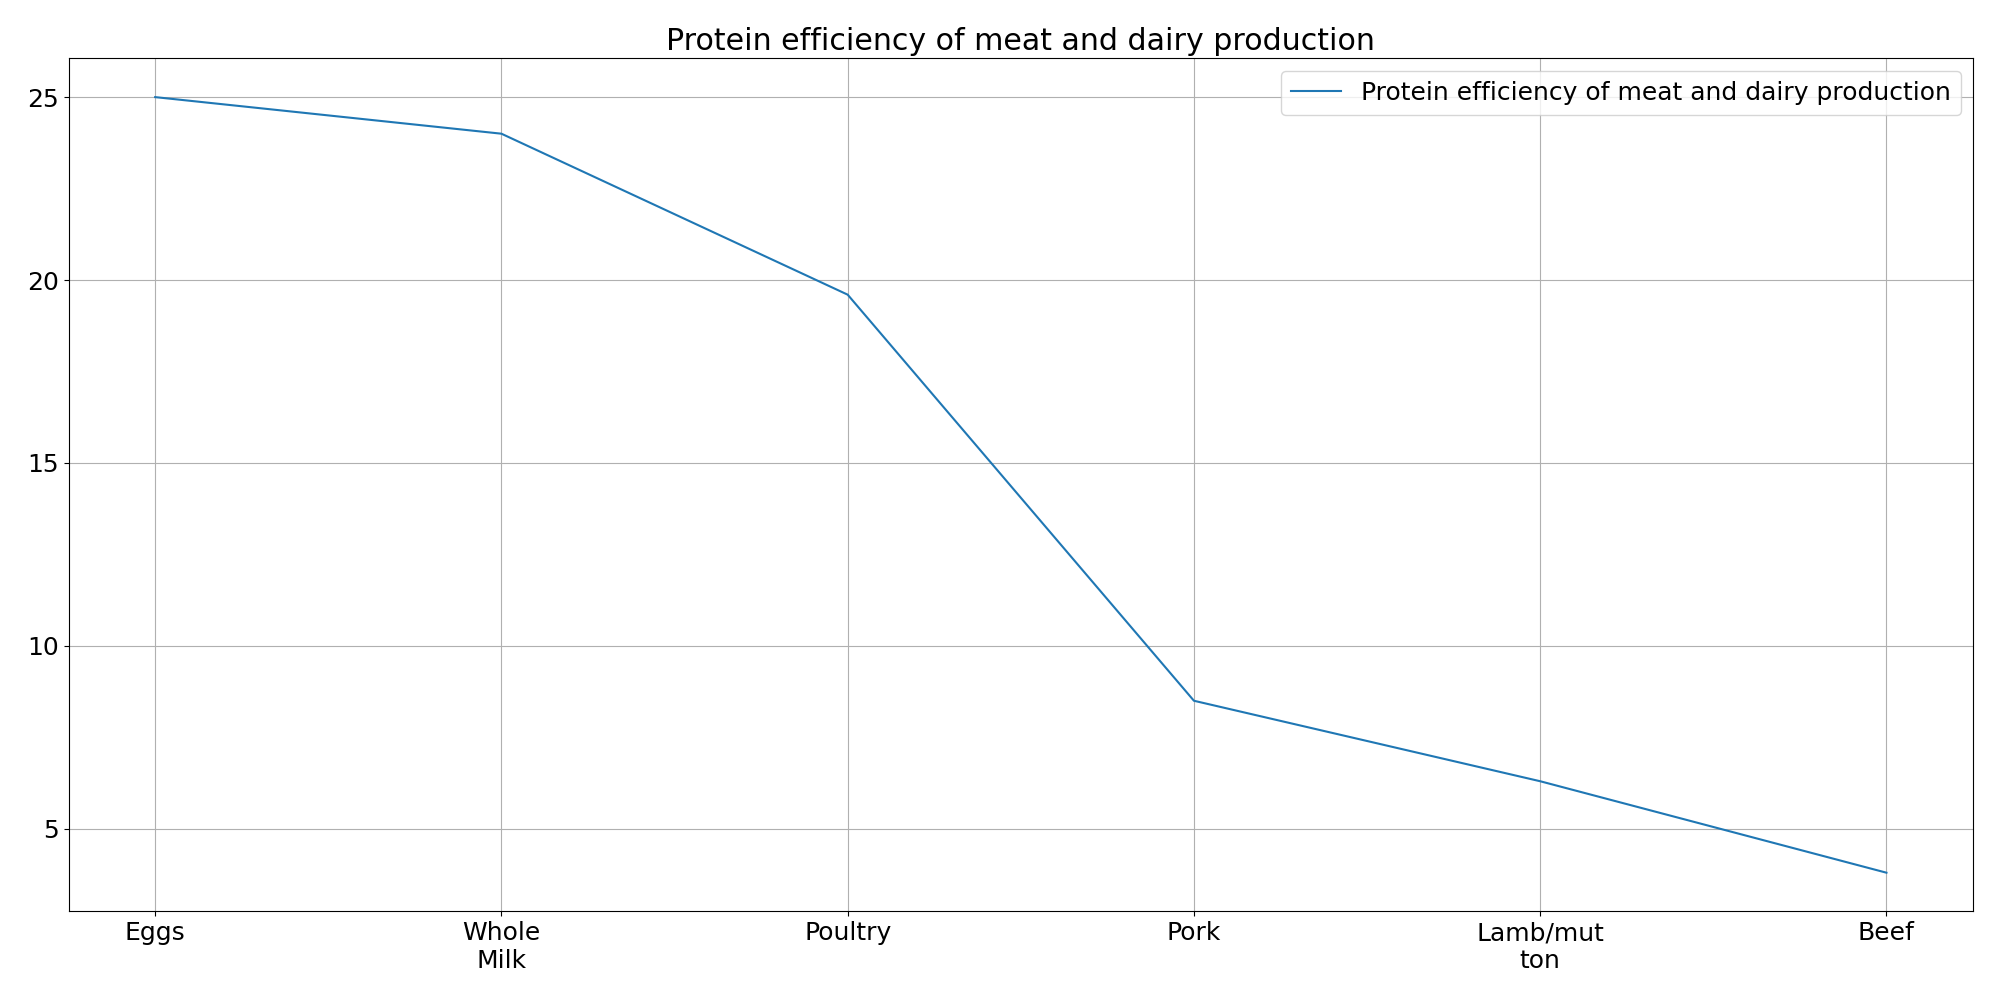 Protein efficiency of meat and dairy production
Protein efficiency of meat and dairy production
25
20
15
10
5
Eggs
Whole
Milk
Poultry
Pork
Lamb/mut
ton
Beef